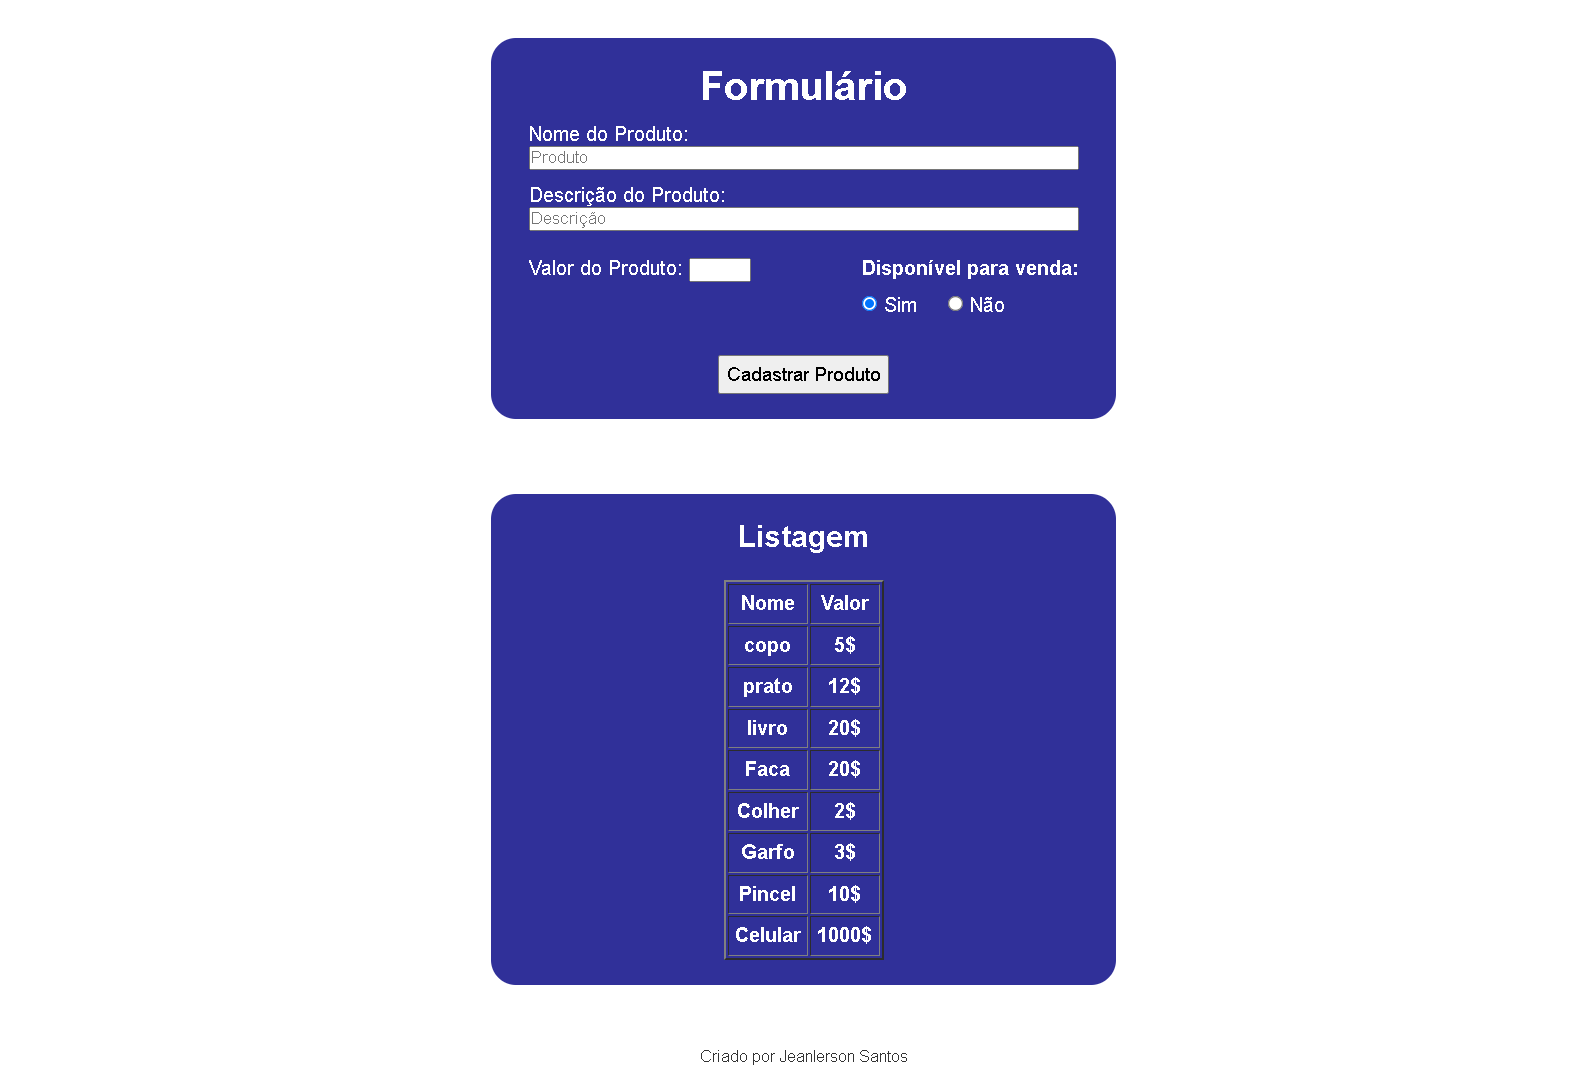 Formulário
Nome do Produto:
Produto
Descrição do Produto:
Descrição
Valor do Produto: Disponível para venda:
Sim Não
Cadastrar Produto
Listagem
Nome Valor
copo 5$
prato 12$
livro 20$
Faca 20$
Colher 2$
Garfo 3$
Pincel 10$
Celular 1000$
Criado por Jeanlerson Santos